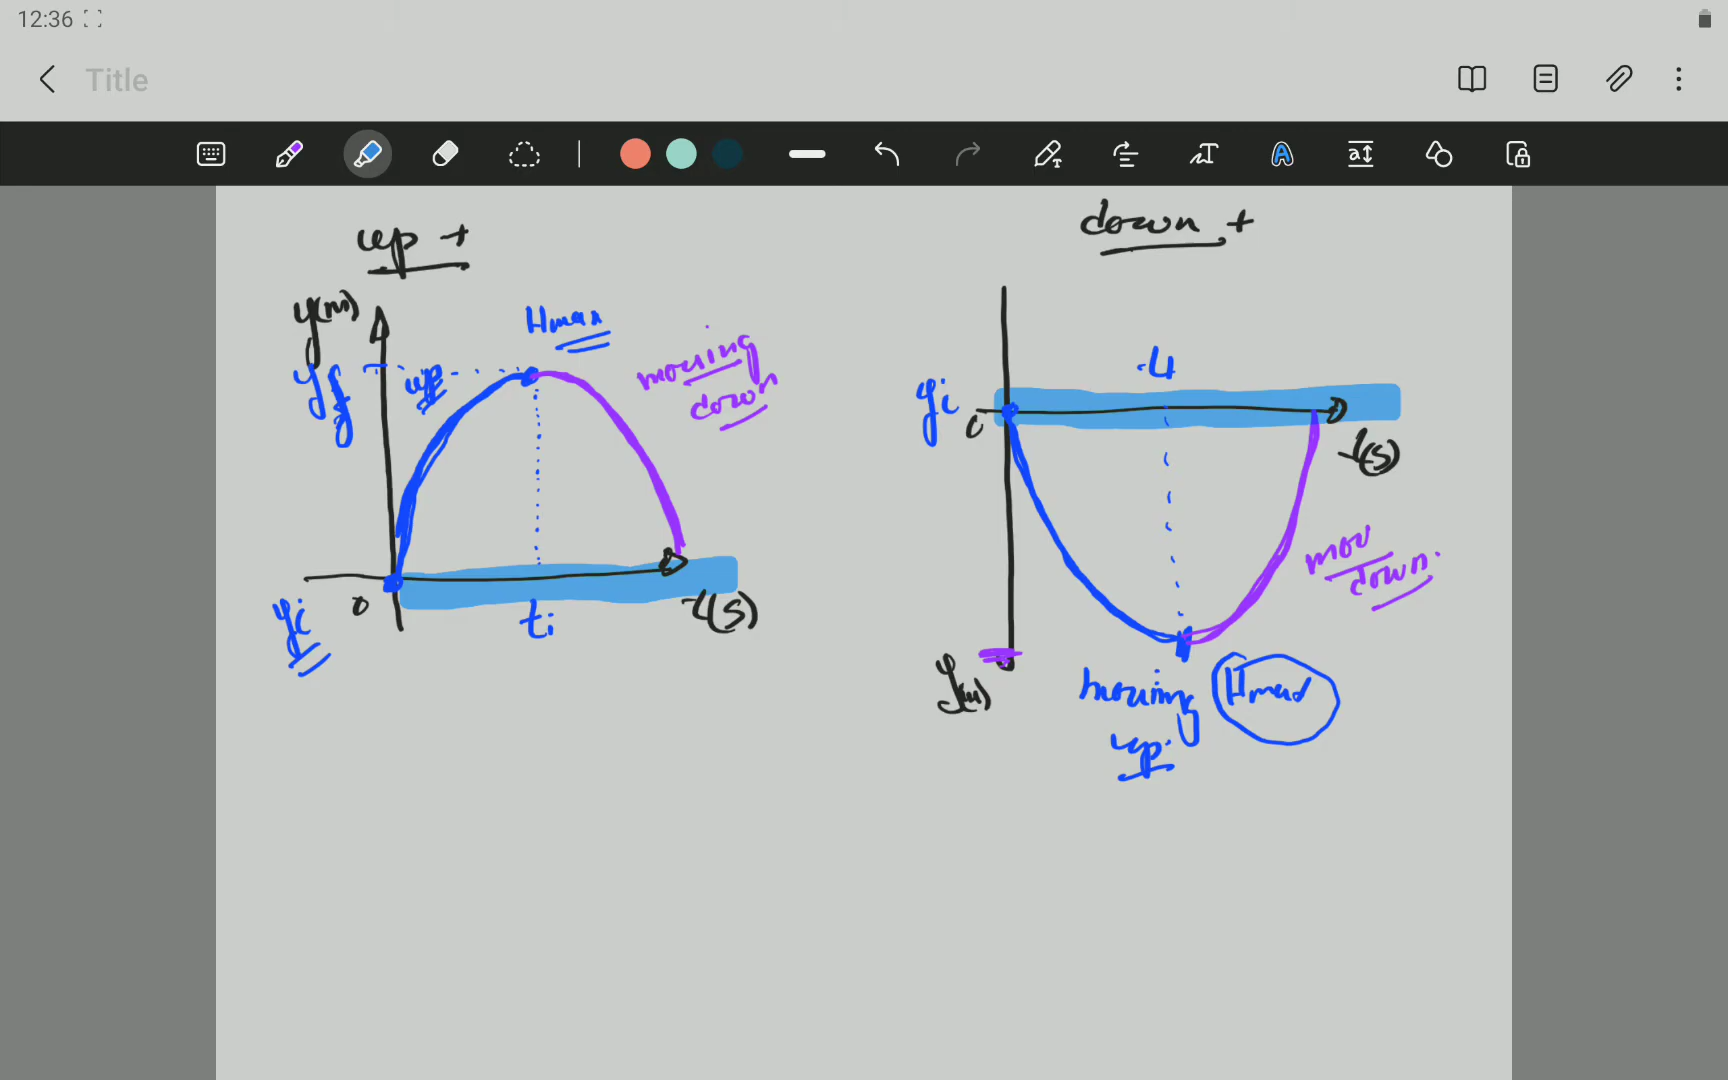 12:36
Title
up +
y(m)
Hmax
yf
up
moving
down
yi
0
ti
t(s)
down +
yi
0
t(s)
mov
down.
moving
up.
Hmax